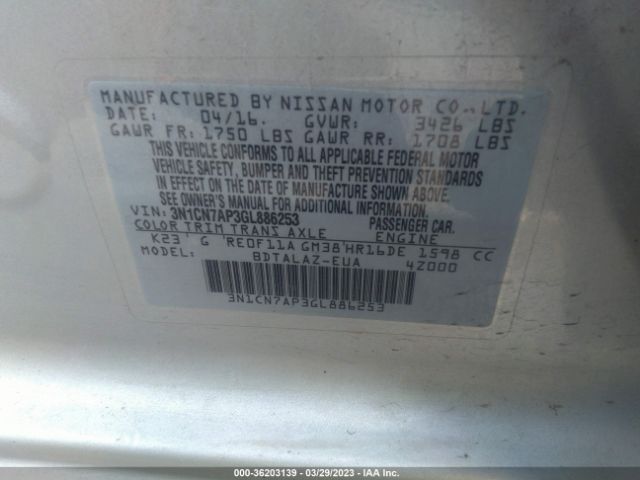 MANUFACTURED BY NISSAN MOTOR CO.,LTD.
DATE: 04/16. GVWR: 3426 LBS
GAWR FR: 1750 LBS GAWR RR: 1708 LBS
THIS VEHICLE CONFORMS TO ALL APPLICABLE FEDERAL MOTOR
VEHICLE SAFETY, BUMPER AND THEFT PREVENTION STANDARDS
IN EFFECT ON THE DATE OF MANUFACTURE SHOWN ABOVE.
SEE OWNER'S MANUAL FOR ADDITIONAL INFORMATION.
VIN: 3N1CN7AP3GL886253 PASSENGER CAR.
COLOR TRIM TRANS AXLE ENGINE
K23 G RE0F11A GM38 HR16DE 1598 CC
MODEL: BDTALAZ-EUA 4Z000
3N1CN7AP3GL886253
000-36203139 - 03/29/2023 - IAA Inc.